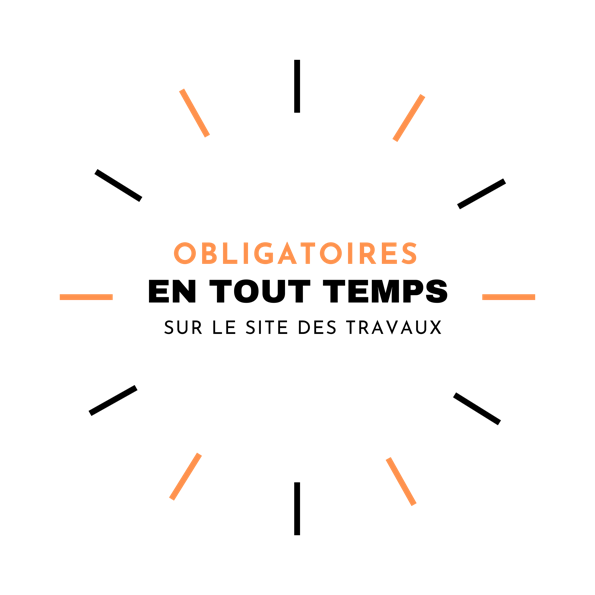 OBLIGATOIRES
EN TOUT TEMPS
SUR LE SITE DES TRAVAUX